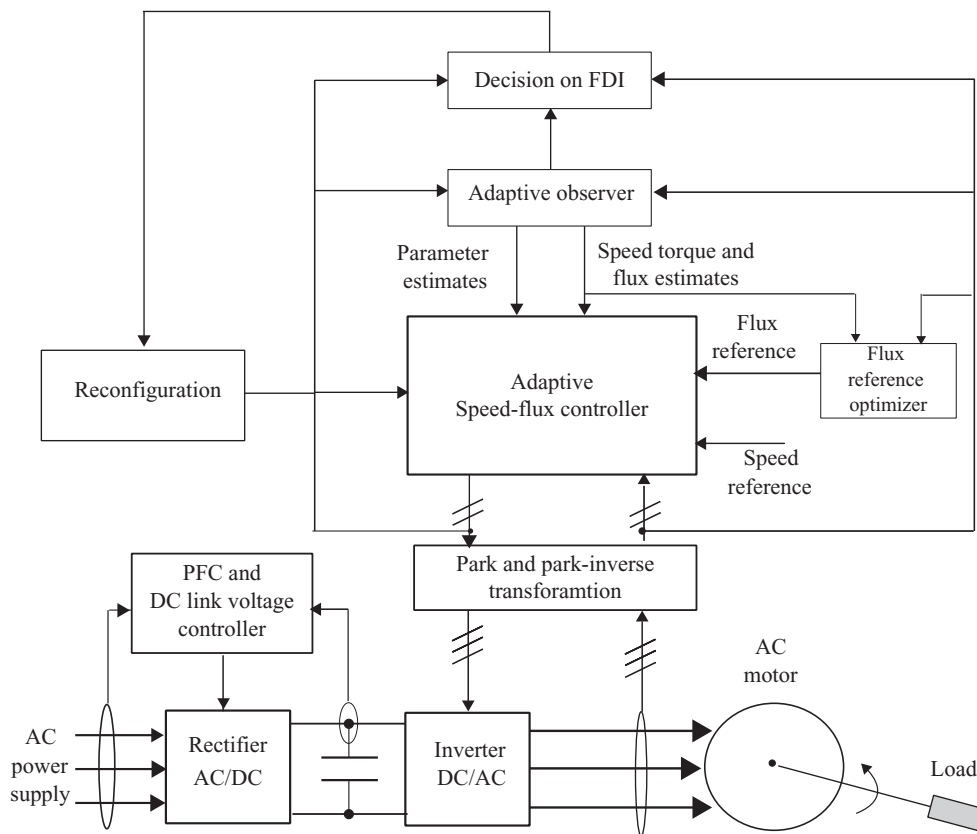 Decision on FDI
Adaptive observer
Parameter
estimates
Speed torque and
flux estimates
Flux
reference
Flux
reference
optimizer
Reconfiguration
Adaptive
Speed-flux controller
Speed
reference
PFC and
DC link voltage
controller
Park and park-inverse
transforamtion
AC
motor
AC
power
supply
Rectifier
AC/DC
Inverter
DC/AC
Load